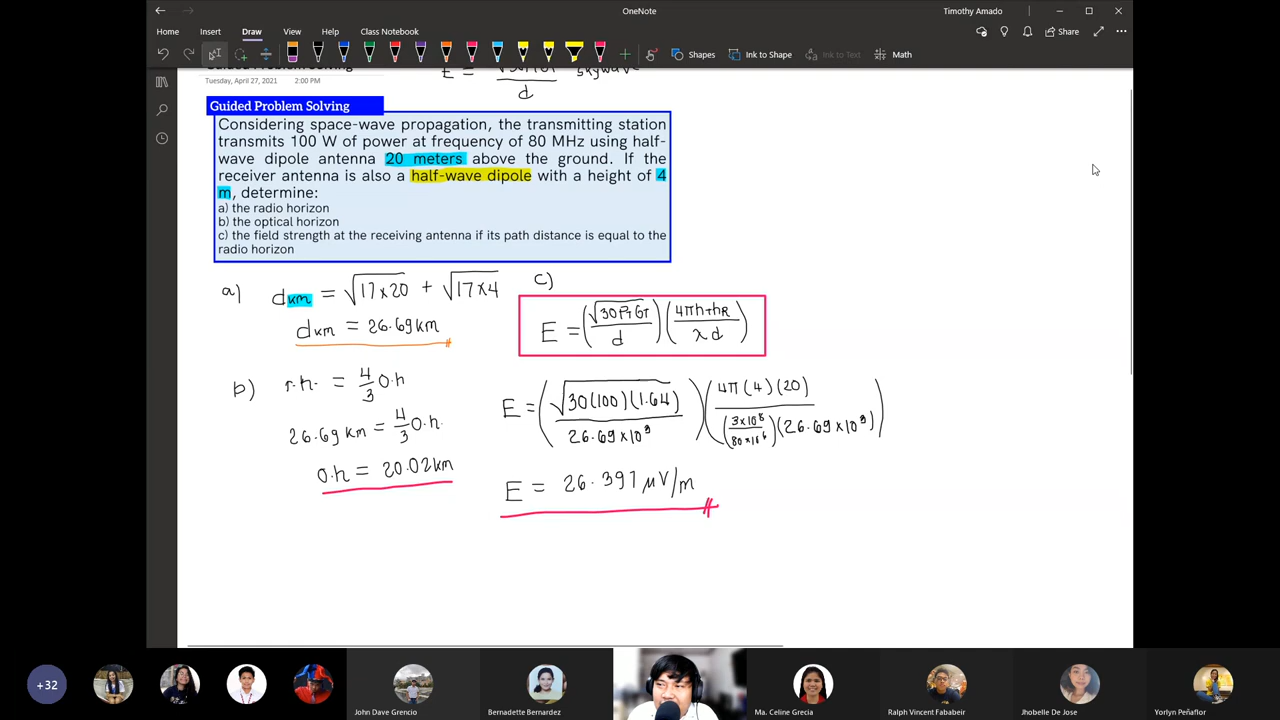 OneNote
Timothy Amado
Home Insert Draw View Help Class Notebook
Share
Shapes
Ink to Shape
Ink to Text
Math
Tuesday, April 27, 2021 2:00 PM
E = d
Guided Problem Solving
Considering space-wave propagation, the transmitting station
transmits 100 W of power at frequency of 80 MHz using half-
wave dipole antenna 20 meters above the ground. If the
receiver antenna is also a half-wave dipole with a height of 4
m, determine:
a) the radio horizon
b) the optical horizon
c) the field strength at the receiving antenna if its path distance is equal to the
radio horizon
a) dkm = √17x20 + √17x4
dkm = 26.69km
b) r.h. = 4/3 O.h
26.69 km = 4/3 O.h.
O.h = 20.02km
c)
E = (√30PTGT / d) (4πhThR / λd)
E = (√30(100)(1.64) / 26.69x10³) (4π(4)(20) / (3x10⁸ / 80x10⁶)(26.69x10³))
E = 26.397 μV/m
+32
John Dave Grencio
Bernadette Bernardez
Ma. Celine Grecia
Ralph Vincent Fababeir
Jhobelle De Jose
Yorlyn Peñaflor